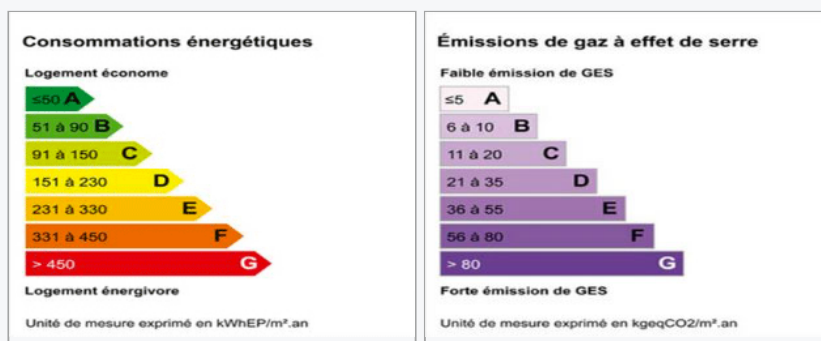 Consommations énergétiques
Logement économe
≤50 A
51 à 90 B
91 à 150 C
151 à 230 D
231 à 330 E
331 à 450 F
> 450 G
Logement énergivore
Unité de mesure exprimé en kWhEP/m².an
Émissions de gaz à effet de serre
Faible émission de GES
≤5 A
6 à 10 B
11 à 20 C
21 à 35 D
36 à 55 E
56 à 80 F
> 80 G
Forte émission de GES
Unité de mesure exprimé en kgeqCO2/m².an